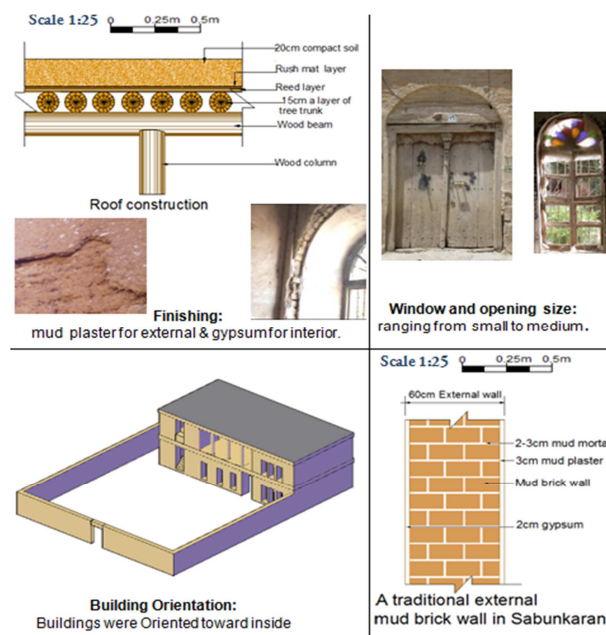 Scale 1:25
0 0.25m 0.5m
20cm compact soil
Rush mat layer
Reed layer
15cm a layer of
tree trunk
Wood beam
Wood column
Roof construction
Finishing:
mud plaster for external & gypsum for interior.
Window and opening size:
ranging from small to medium.
Building Orientation:
Buildings were Oriented toward inside
Scale 1:25
0 0.25m 0.5m
60cm External wall
2-3cm mud morta
3cm mud plaster
Mud brick wall
2cm gypsum
A traditional external
mud brick wall in Sabunkaran